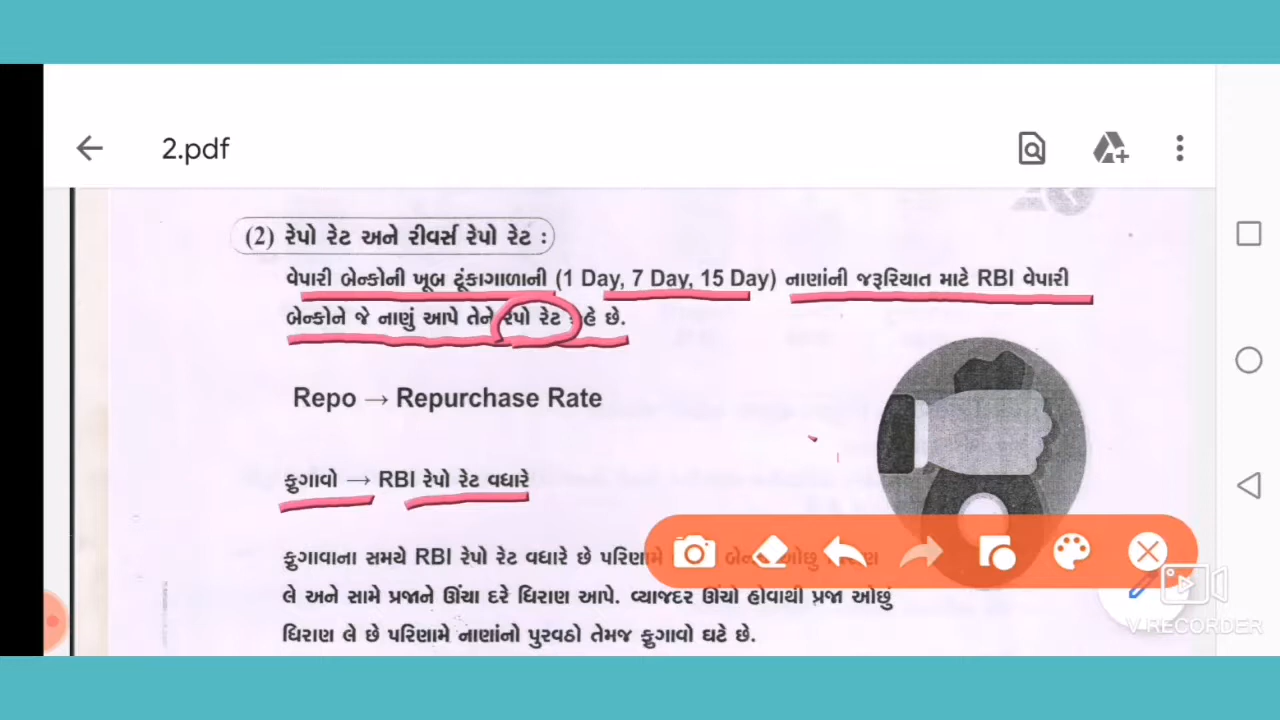 2.pdf
(2) રેપો રેટ અને રીવર્સ રેપો રેટ :
વેપારી બેન્કોની ખૂબ ટૂંકાગાળાની (1 Day, 7 Day, 15 Day) નાણાંની જરૂરિયાત માટે RBI વેપારી
બેન્કોને જે નાણું આપે તેને રેપો રેટ કહે છે.
Repo → Repurchase Rate
ફુગાવો → RBI રેપો રેટ વધારે
ફુગાવાના સમયે RBI રેપો રેટ વધારે છે પરિણામે
લે અને સામે પ્રજાને ઊંચા દરે ધિરાણ આપે. વ્યાજદર ઊંચો હોવાથી પ્રજા ઓછું
ધિરાણ લે છે પરિણામે નાણાંનો પુરવઠો તેમજ ફુગાવો ઘટે છે.
V RECORDER